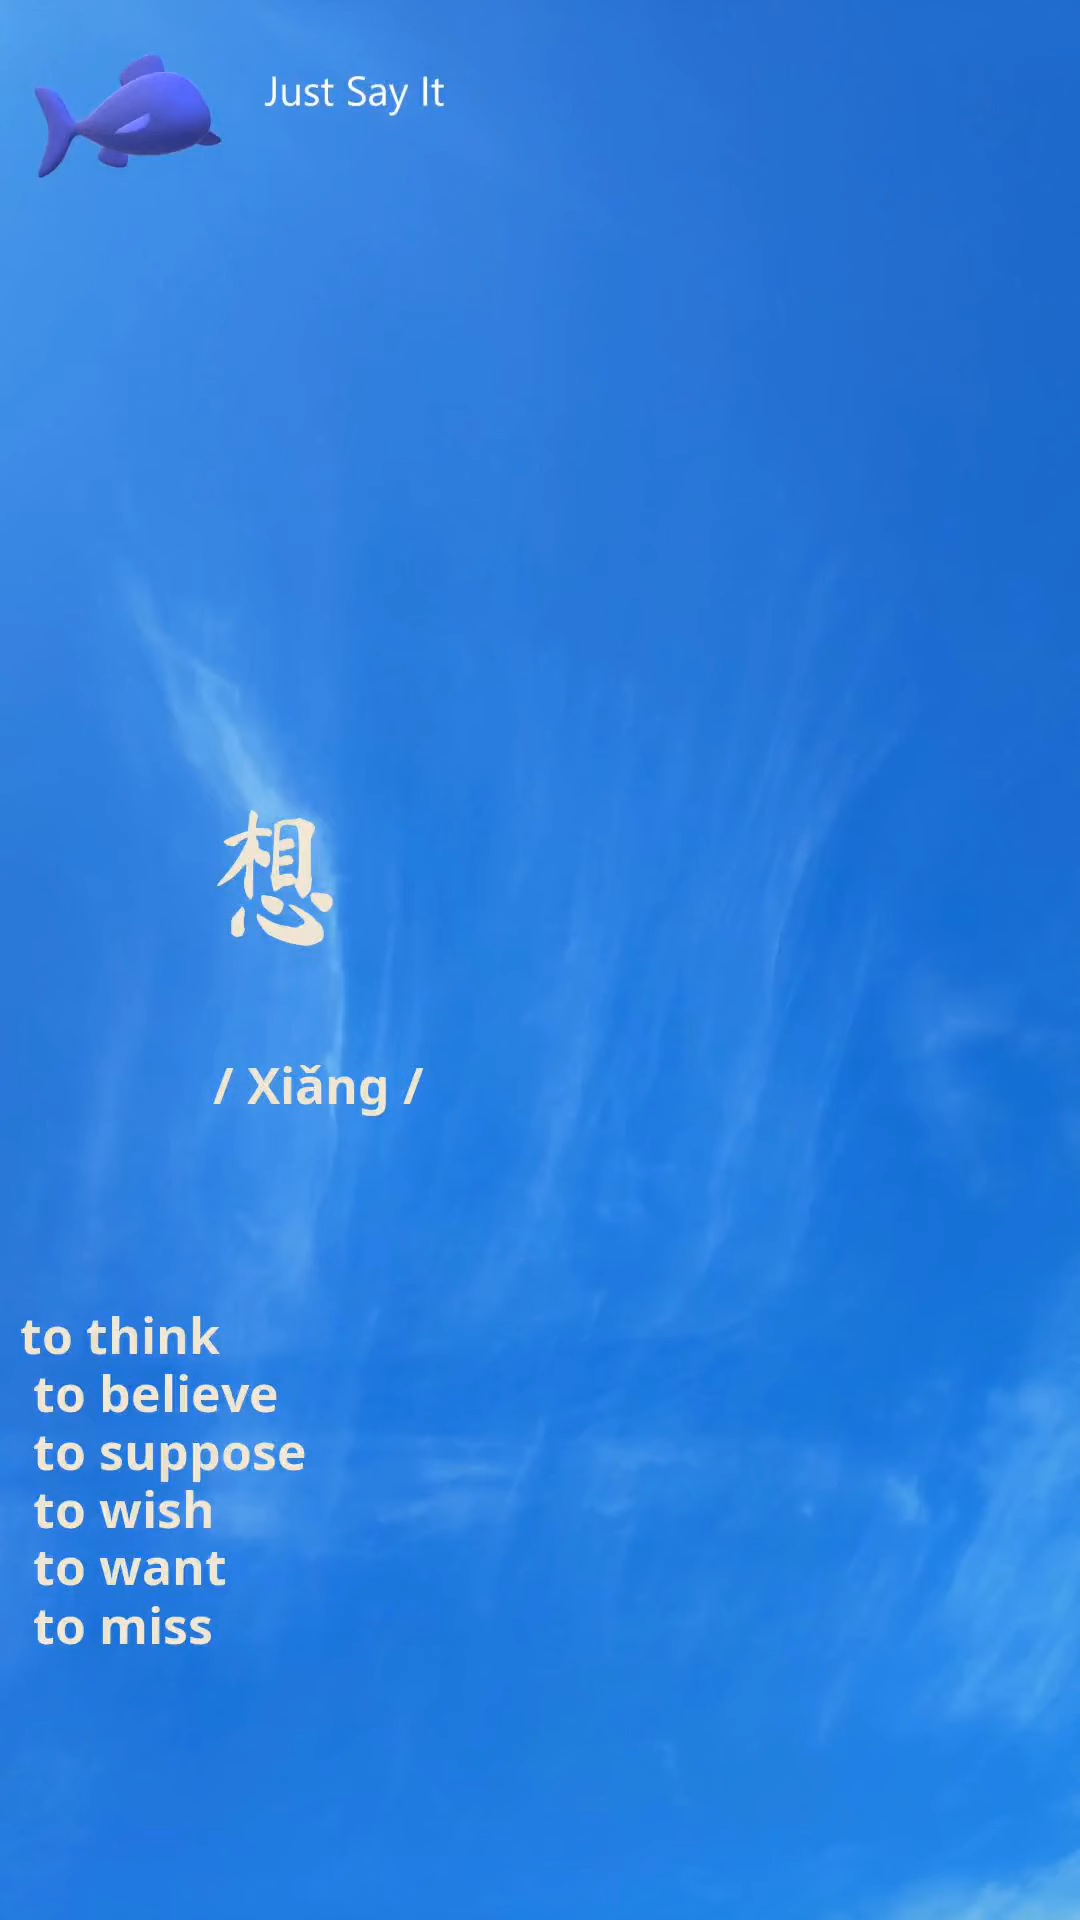 Just Say It
想
/ Xiǎng /
to think
to believe
to suppose
to wish
to want
to miss